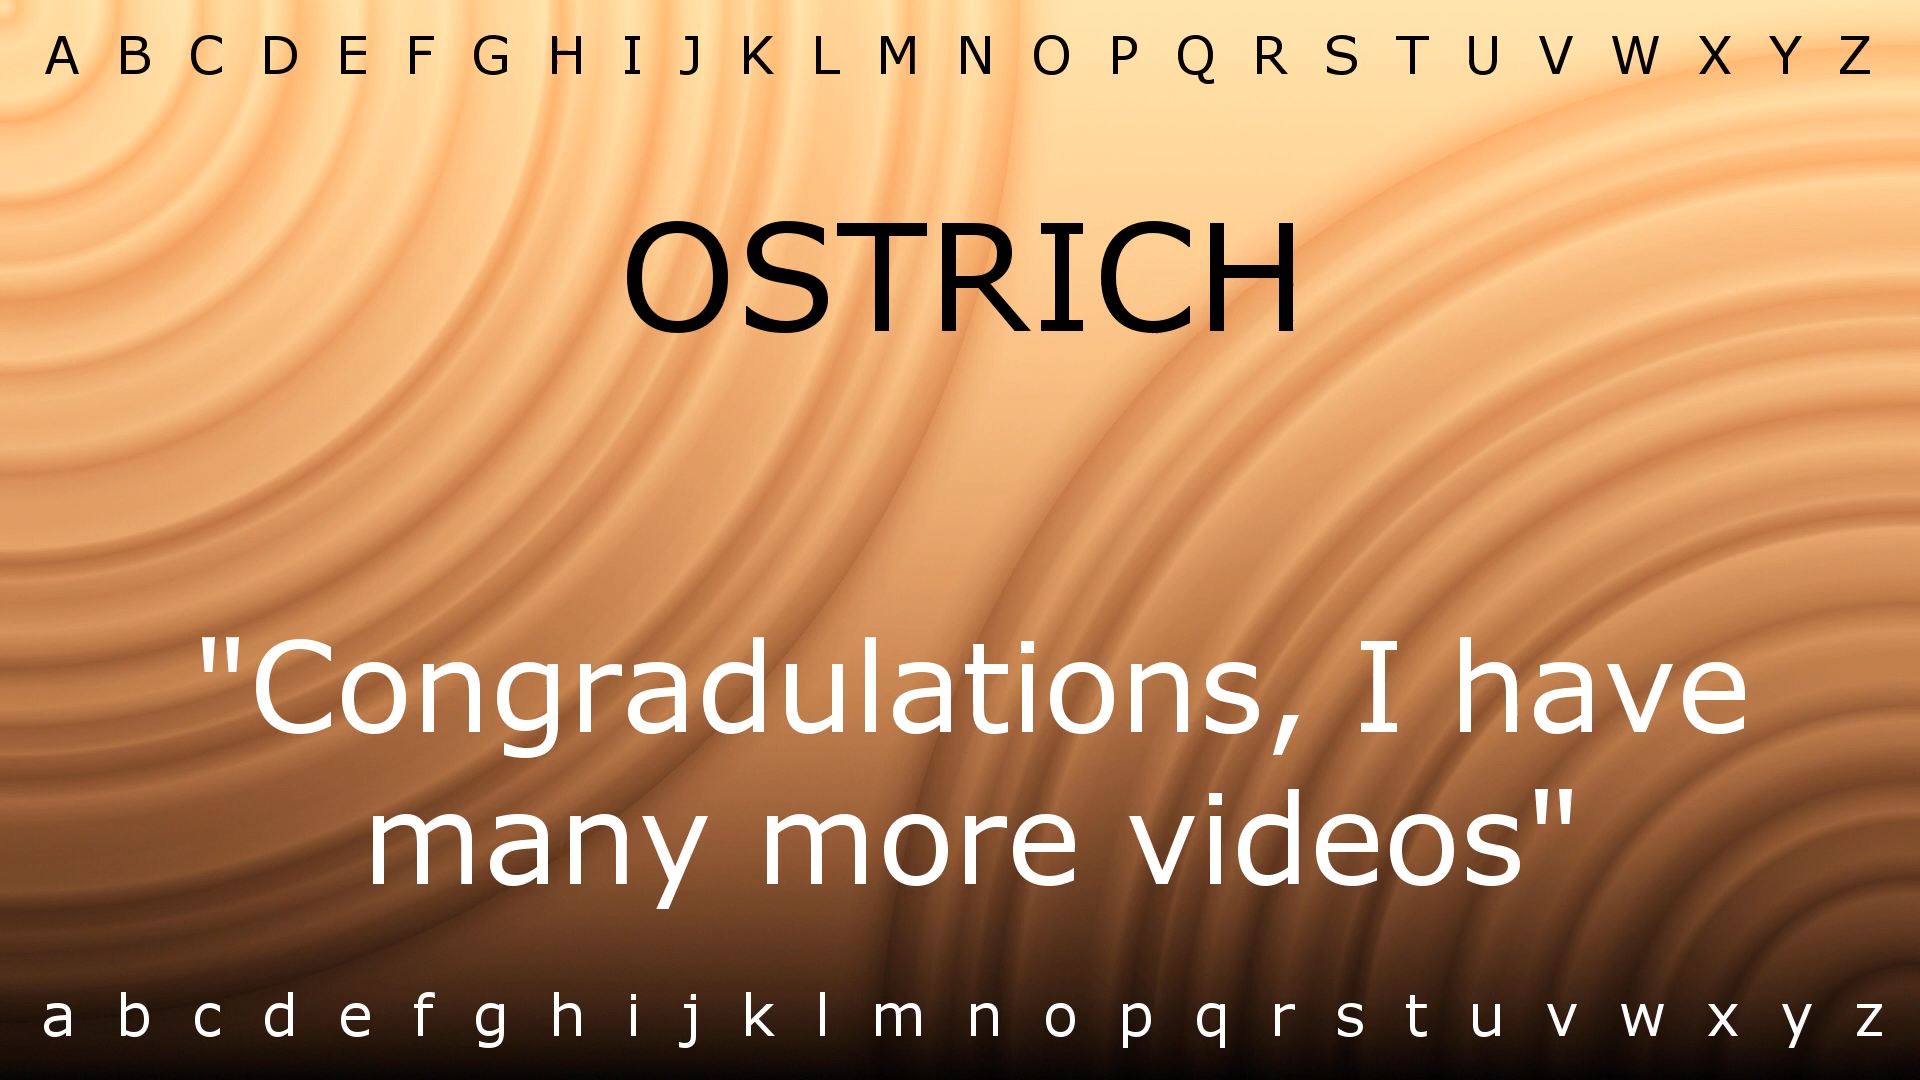 A B C D E F G H I J K L M N O P Q R S T U V W X Y Z
OSTRICH
"Congradulations, I have
many more videos"
a b c d e f g h i j k l m n o p q r s t u v w x y z